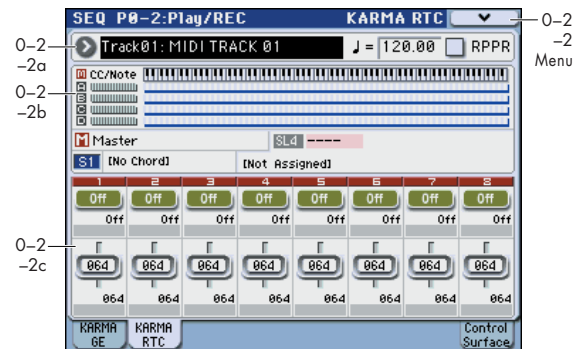 SEQ P0-2:Play/REC KARMA RTC
0–2
–2
Menu
0–2
–2a
Track01: MIDI TRACK 01 ♩= 120.00 RPPR
M CC/Note
0–2
–2b
A
B
C
D
M Master SL4 ----
S1 [No Chord] [Not Assigned]
1 2 3 4 5 6 7 8
Off Off Off Off Off Off Off Off
Off Off Off Off Off Off Off Off
0–2
–2c
064 064 064 064 064 064 064 064
064 064 064 064 064 064 064 064
KARMA GE KARMA RTC Control Surface